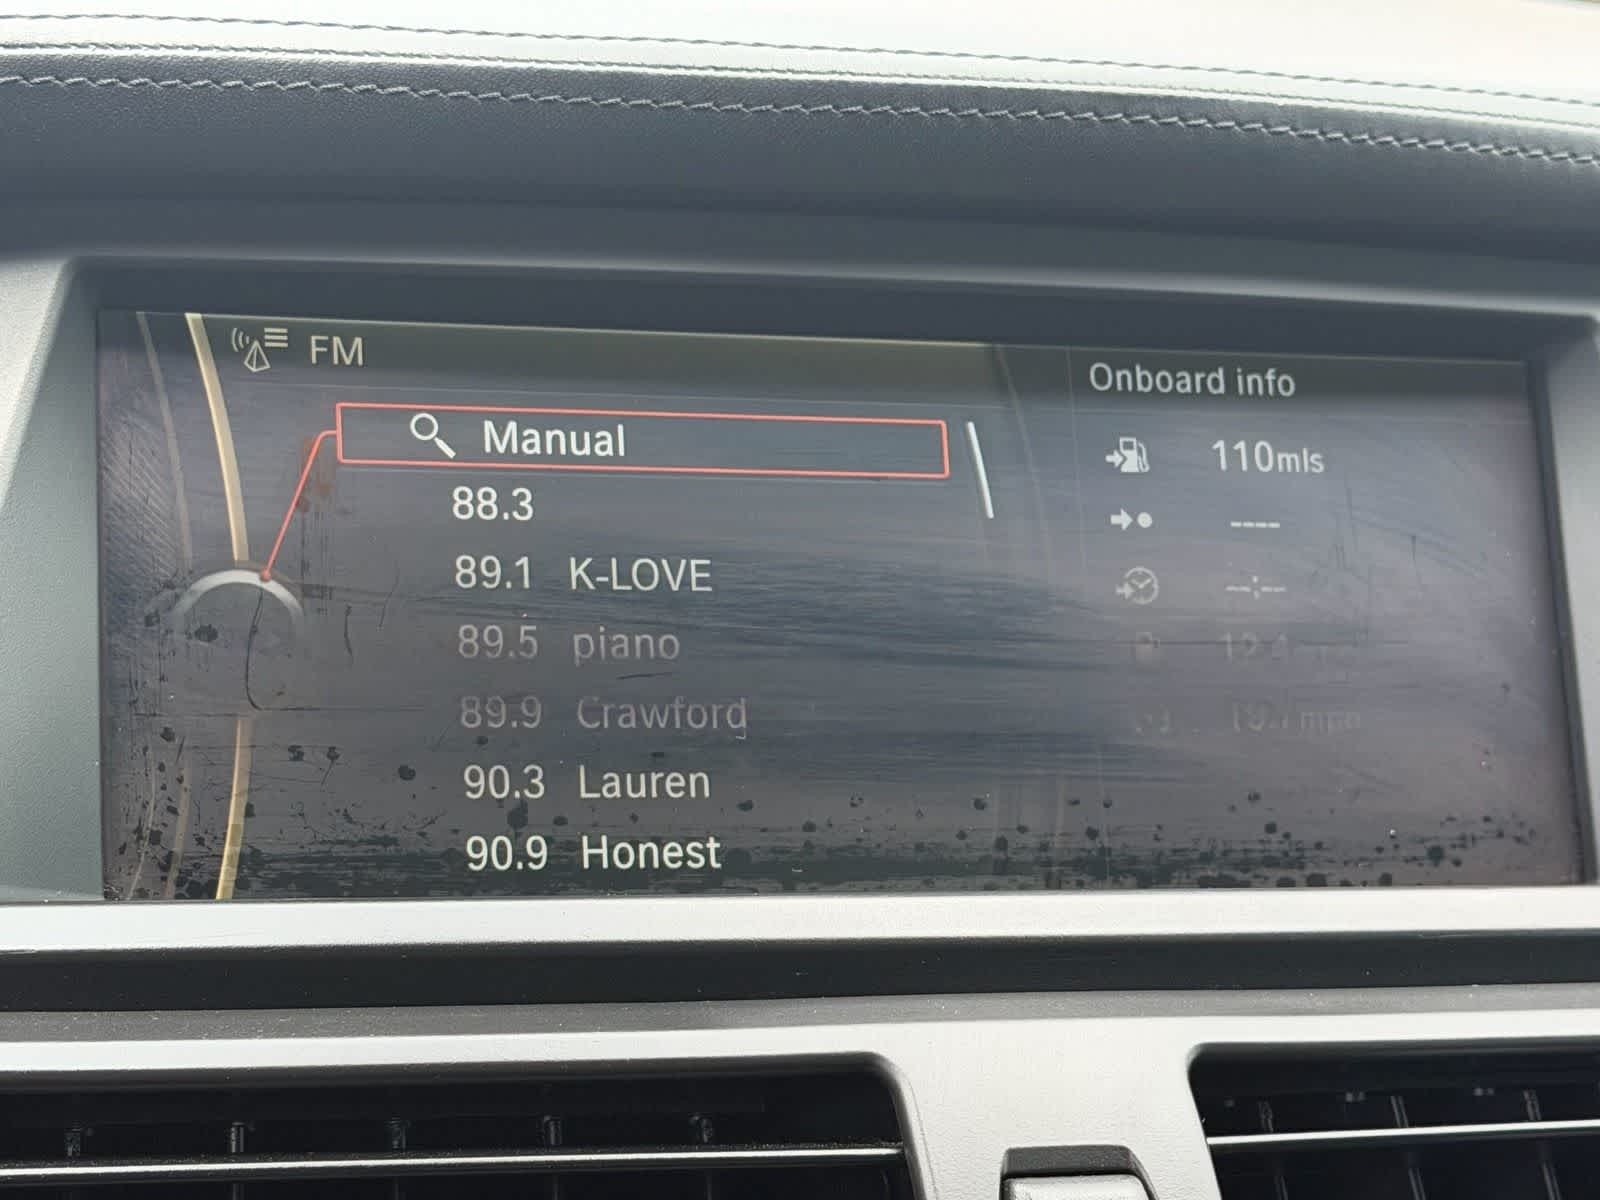 FM
Onboard info
Manual
110mls
88.3
----
89.1 K-LOVE
--:--
89.5 piano
89.9 Crawford
90.3 Lauren
90.9 Honest